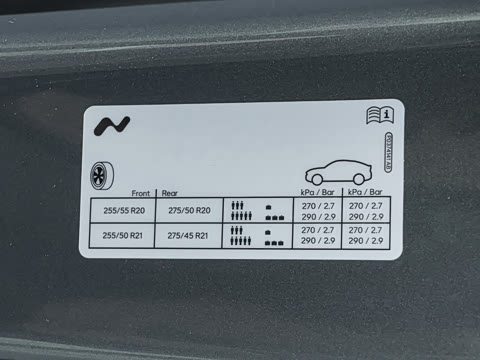 i
Front Rear kPa / Bar kPa / Bar
255/55 R20 275/50 R20 270 / 2.7 270 / 2.7
290 / 2.9 290 / 2.9
255/50 R21 275/45 R21 270 / 2.7 270 / 2.7
290 / 2.9 290 / 2.9